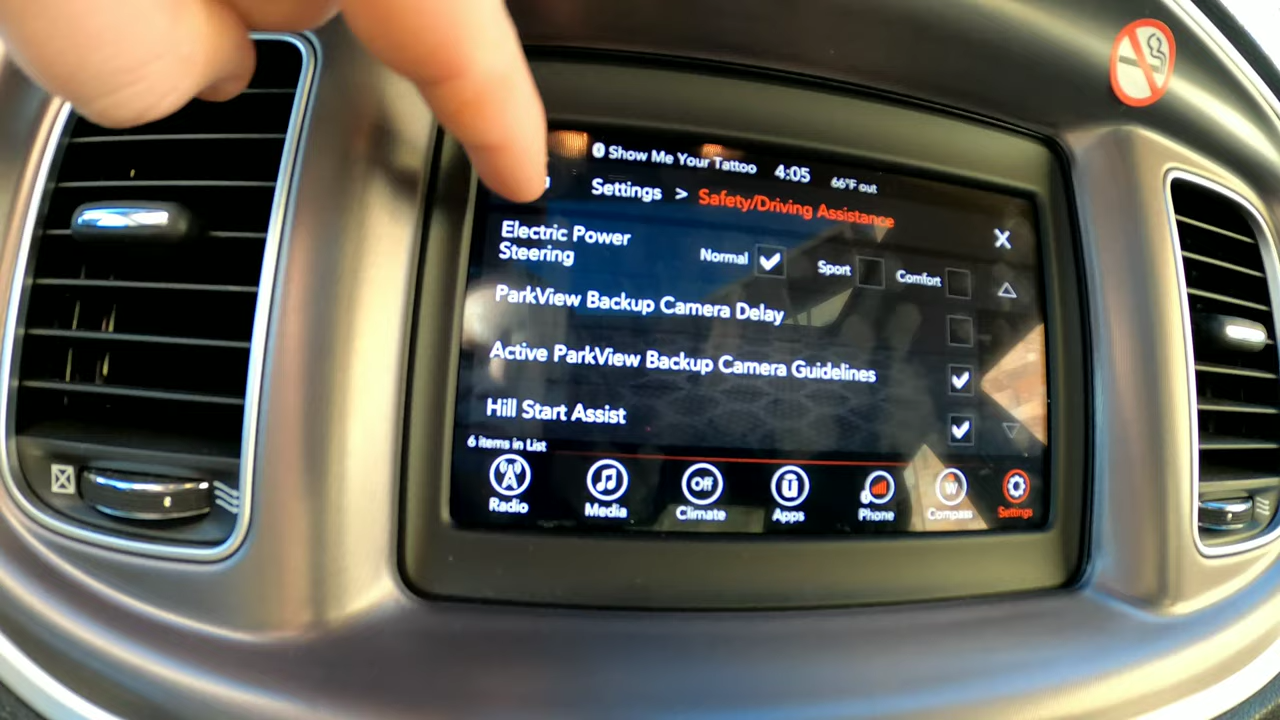 Show Me Your Tattoo 4:05 66°F out
Settings > Safety/Driving Assistance
X
Electric Power
Steering
Normal Sport Comfort
ParkView Backup Camera Delay
Active ParkView Backup Camera Guidelines
Hill Start Assist
6 items in List
Off W
Radio Media Climate Apps Phone Compass Settings